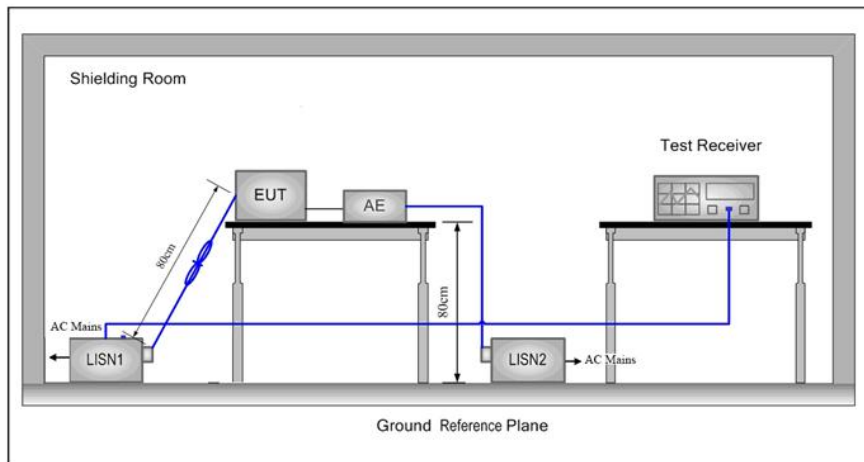 Shielding Room
Test Receiver
EUT
AE
80cm
80cm
AC Mains
LISN1
LISN2
AC Mains
Ground Reference Plane